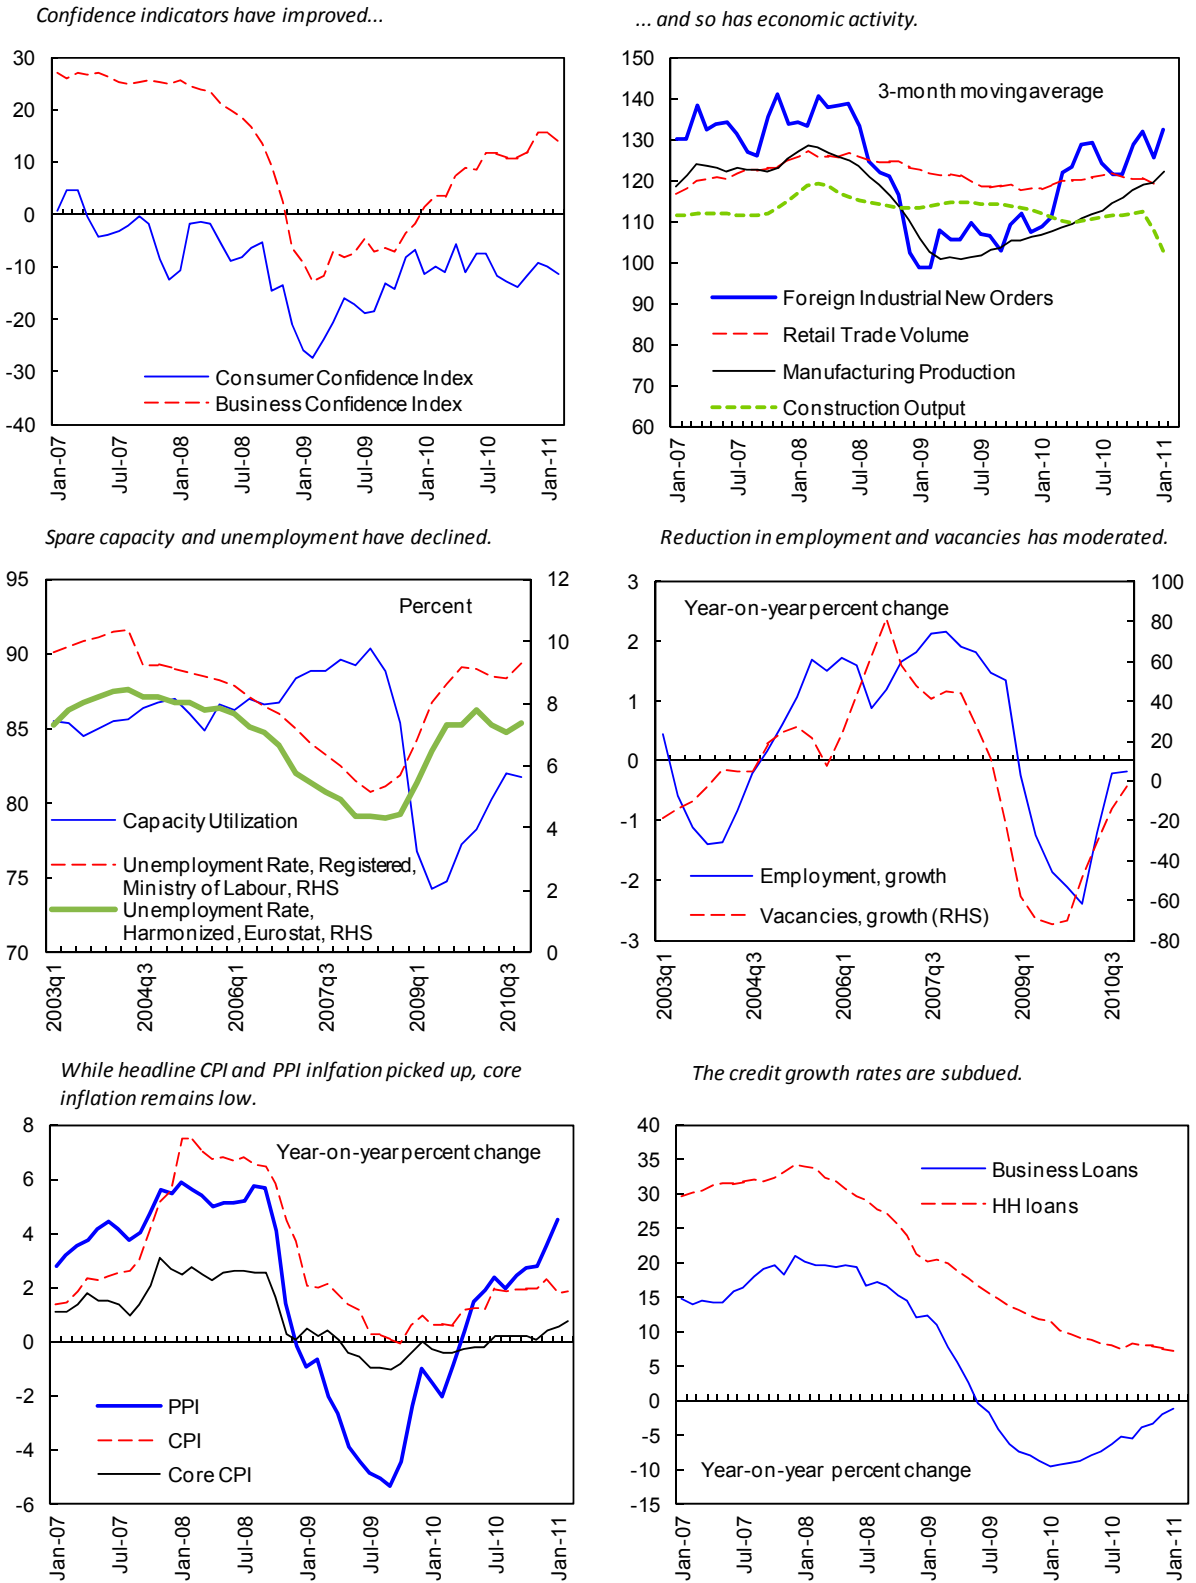 Confidence indicators have improved...
... and so has economic activity.
30
20
10
0
-10
-20
-30
-40
Consumer Confidence Index
Business Confidence Index
Jan-07
Jul-07
Jan-08
Jul-08
Jan-09
Jul-09
Jan-10
Jul-10
Jan-11
150
140
130
120
110
100
90
80
70
60
3-month moving average
Foreign Industrial New Orders
Retail Trade Volume
Manufacturing Production
Construction Output
Jan-07
Jul-07
Jan-08
Jul-08
Jan-09
Jul-09
Jan-10
Jul-10
Jan-11
Spare capacity and unemployment have declined.
Reduction in employment and vacancies has moderated.
95
90
85
80
75
70
12
10
8
6
4
2
0
Percent
Capacity Utilization
Unemployment Rate, Registered,
Ministry of Labour, RHS
Unemployment Rate,
Harmonized, Eurostat, RHS
2003q1
2004q3
2006q1
2007q3
2009q1
2010q3
3
2
1
0
-1
-2
-3
100
80
60
40
20
0
-20
-40
-60
-80
Year-on-year percent change
Employment, growth
Vacancies, growth (RHS)
2003q1
2004q3
2006q1
2007q3
2009q1
2010q3
While headline CPI and PPI inlfation picked up, core
inflation remains low.
The credit growth rates are subdued.
8
6
4
2
0
-2
-4
-6
Year-on-year percent change
PPI
CPI
Core CPI
Jan-07
Jul-07
Jan-08
Jul-08
Jan-09
Jul-09
Jan-10
Jul-10
Jan-11
40
35
30
25
20
15
10
5
0
-5
-10
-15
Business Loans
HH loans
Year-on-year percent change
Jan-07
Jul-07
Jan-08
Jul-08
Jan-09
Jul-09
Jan-10
Jul-10
Jan-11